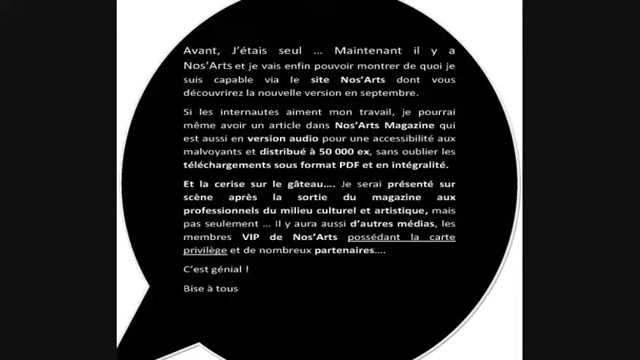 Avant, J'étais seul ... Maintenant il y a
Nos'Arts et je vais enfin pouvoir montrer de quoi je
suis capable via le site Nos'Arts dont vous
découvrirez la nouvelle version en septembre.
Si les internautes aiment mon travail, je pourrai
même avoir un article dans Nos'Arts Magazine qui
est aussi en version audio pour une accessibilité aux
malvoyants et distribué à 50 000 ex, sans oublier les
téléchargements sous format PDF et en intégralité.
Et la cerise sur le gâteau.... Je serai présenté sur
scène après la sortie du magazine aux
professionnels du milieu culturel et artistique, mais
pas seulement ... Il y aura aussi d'autres médias, les
membres VIP de Nos'Arts possédant la carte
privilège et de nombreux partenaires....
C'est génial !
Bise à tous